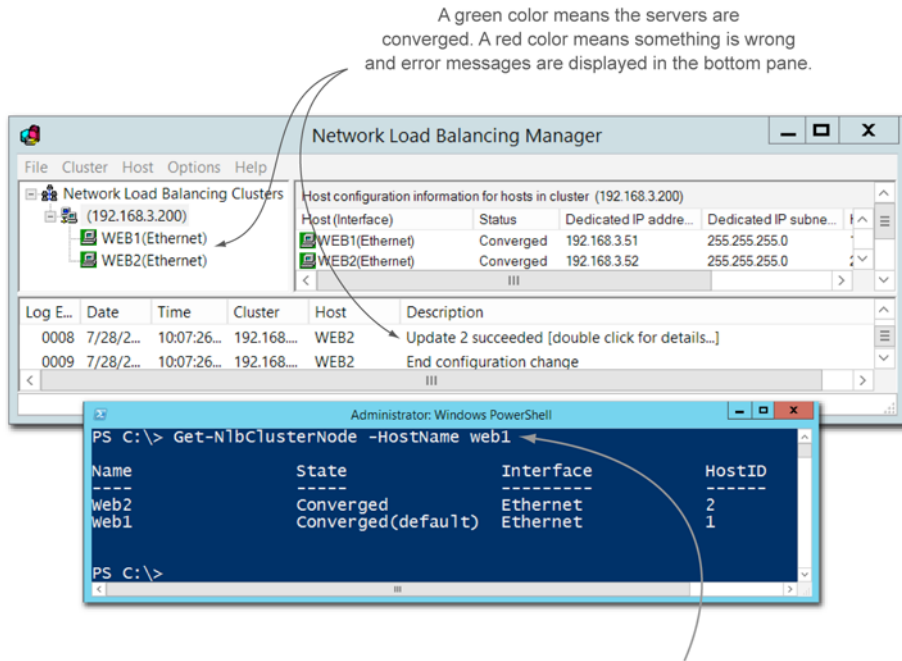 A green color means the servers are
converged. A red color means something is wrong
and error messages are displayed in the bottom pane.
Network Load Balancing Manager
File Cluster Host Options Help
Network Load Balancing Clusters
(192.168.3.200)
WEB1(Ethernet)
WEB2(Ethernet)
Host configuration information for hosts in cluster (192.168.3.200)
Host(Interface) Status Dedicated IP addre... Dedicated IP subne...
WEB1(Ethernet) Converged 192.168.3.51 255.255.255.0
WEB2(Ethernet) Converged 192.168.3.52 255.255.255.0
Log E... Date Time Cluster Host Description
0008 7/28/2... 10:07:26... 192.168.... WEB2 Update 2 succeeded [double click for details...]
0009 7/28/2... 10:07:26... 192.168.... WEB2 End configuration change
Administrator: Windows PowerShell
PS C:\> Get-NlbClusterNode -HostName web1
Name State Interface HostID
---- ----- --------- ------
Web2 Converged Ethernet 2
Web1 Converged(default) Ethernet 1
PS C:\>